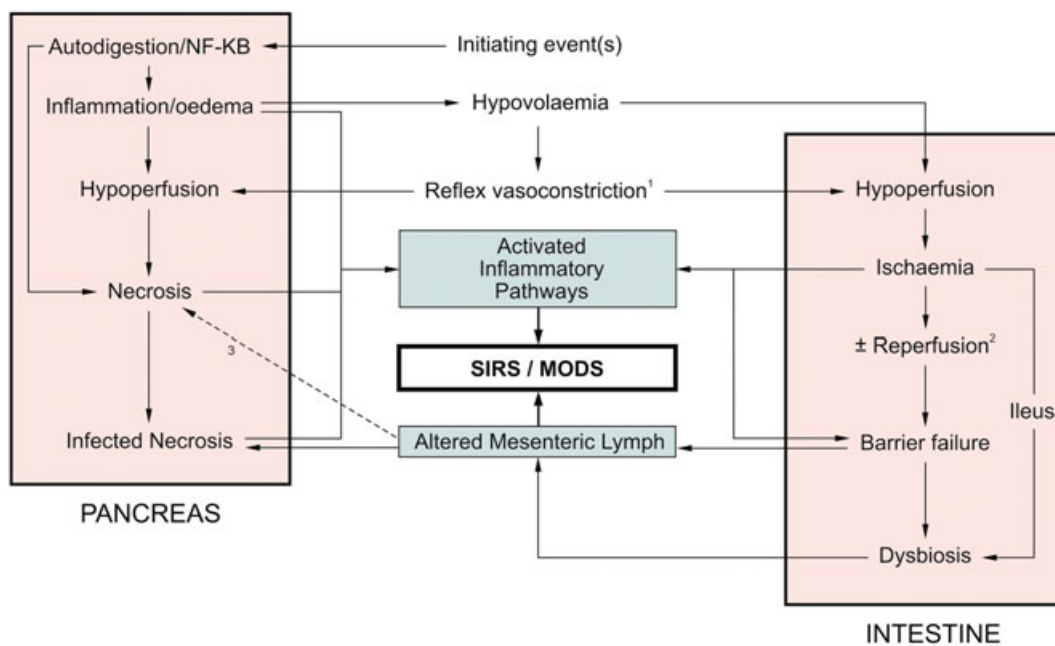 Autodigestion/NF-KB
Initiating event(s)
Inflammation/oedema
Hypovolaemia
Hypoperfusion
Reflex vasoconstriction¹
Hypoperfusion
Activated
Inflammatory
Pathways
Ischaemia
Necrosis
± Reperfusion²
3
SIRS / MODS
Ileus
Infected Necrosis
Altered Mesenteric Lymph
Barrier failure
PANCREAS
Dysbiosis
INTESTINE